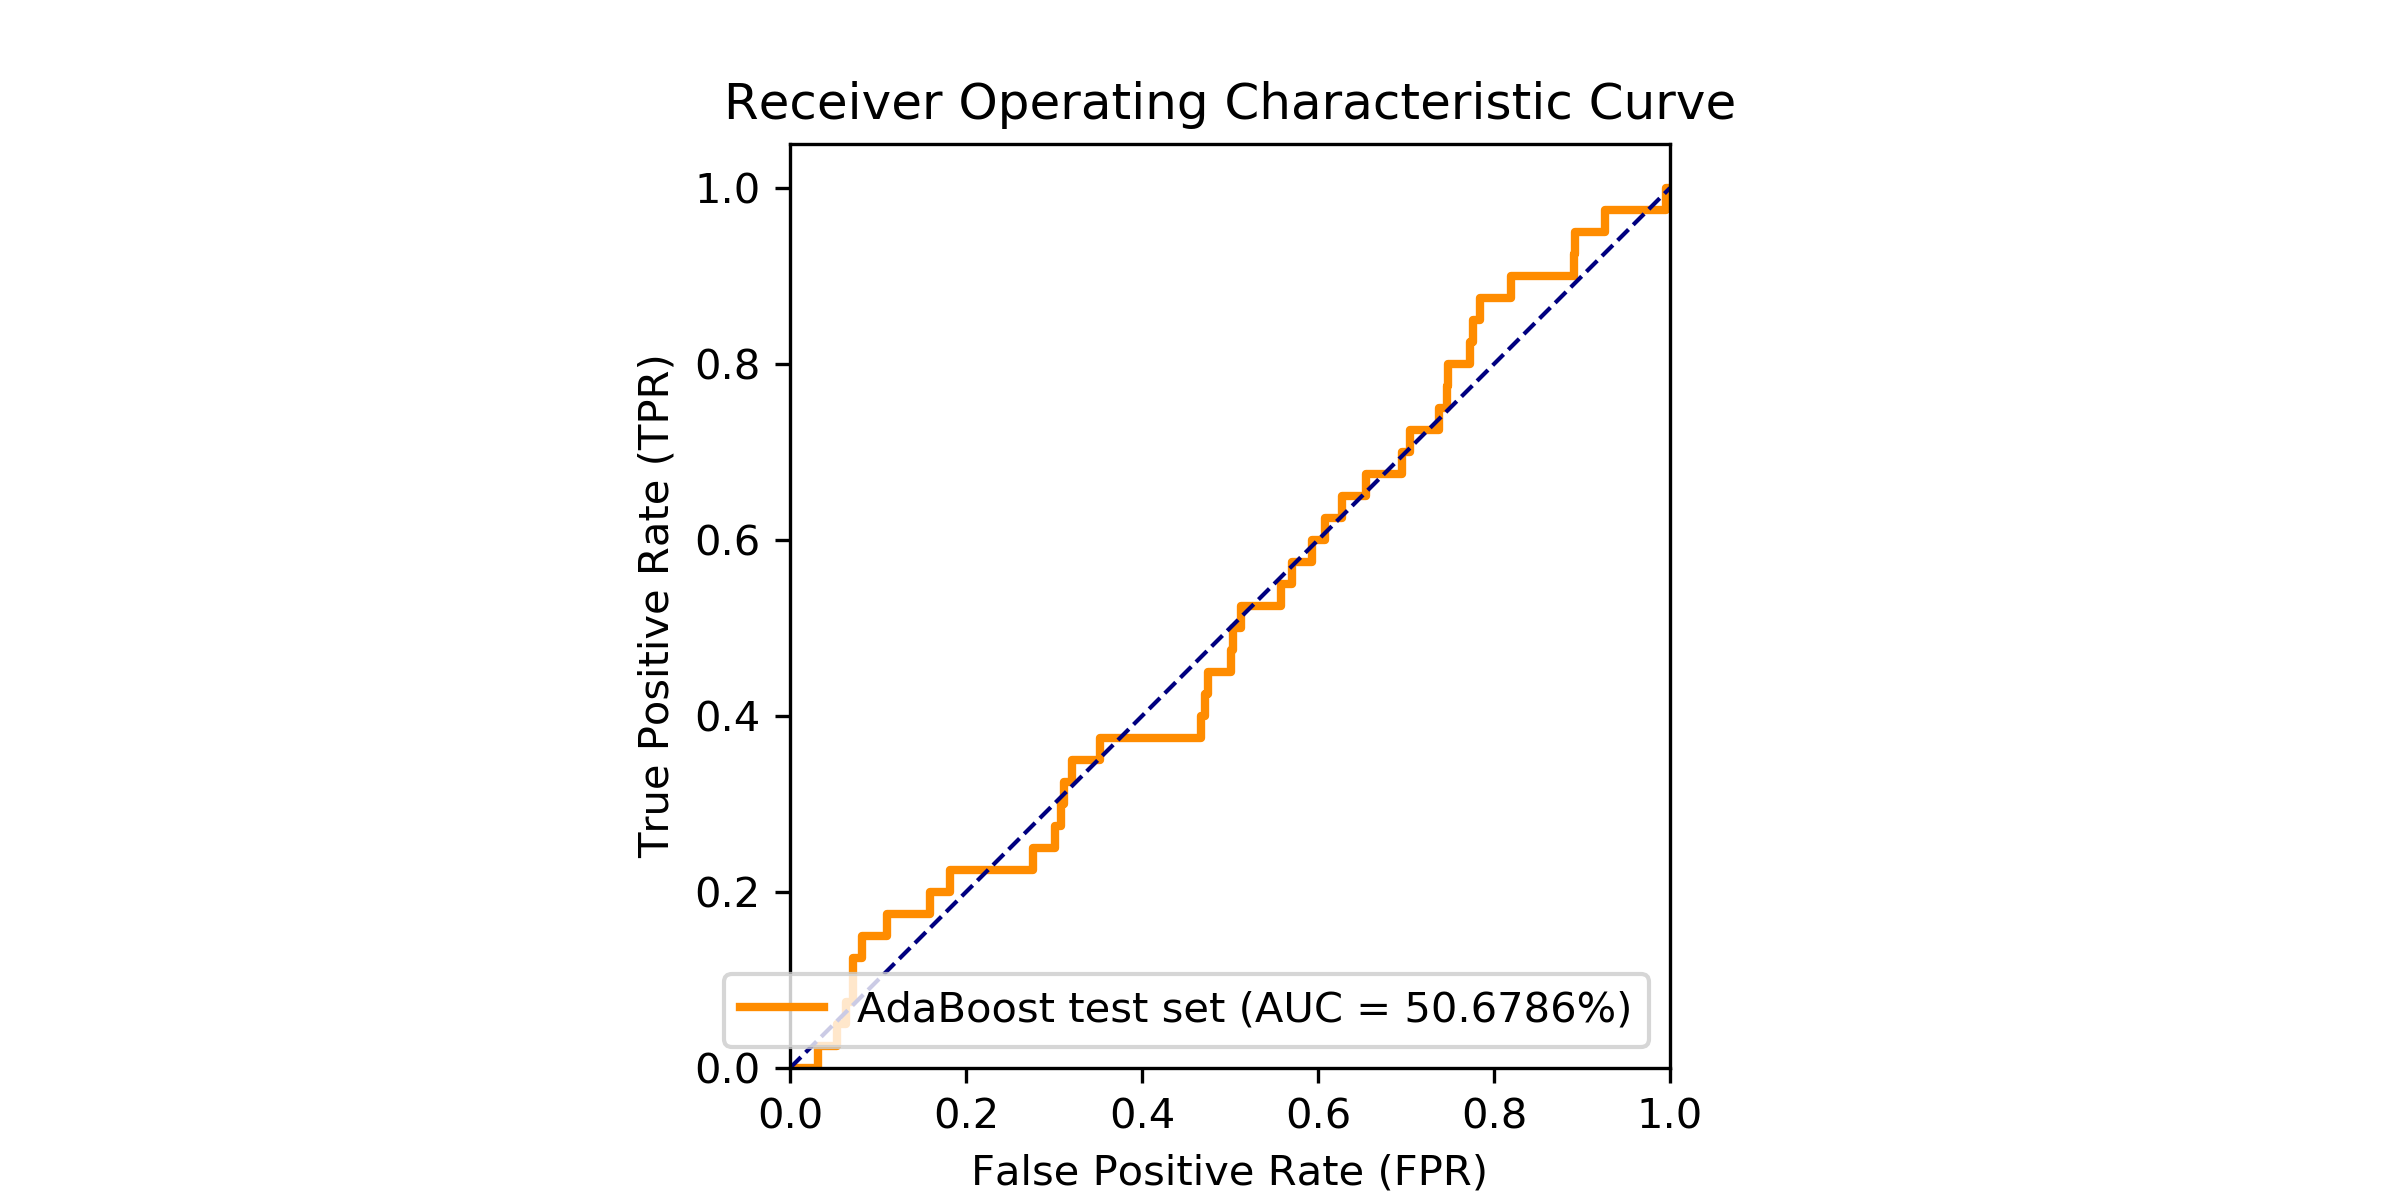 Receiver Operating Characteristic Curve
1.0
0.8
0.6
0.4
0.2
0.0
True Positive Rate (TPR)
AdaBoost test set (AUC = 50.6786%)
0.0 0.2 0.4 0.6 0.8 1.0
False Positive Rate (FPR)